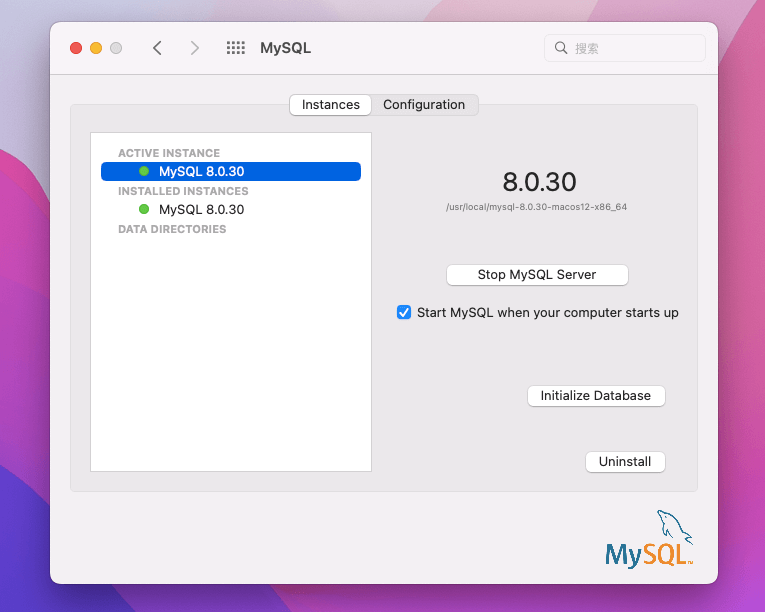 MySQL
搜索
Instances
Configuration
ACTIVE INSTANCE
MySQL 8.0.30
INSTALLED INSTANCES
MySQL 8.0.30
DATA DIRECTORIES
8.0.30
/usr/local/mysql-8.0.30-macos12-x86_64
Stop MySQL Server
Start MySQL when your computer starts up
Initialize Database
Uninstall
MySQL™